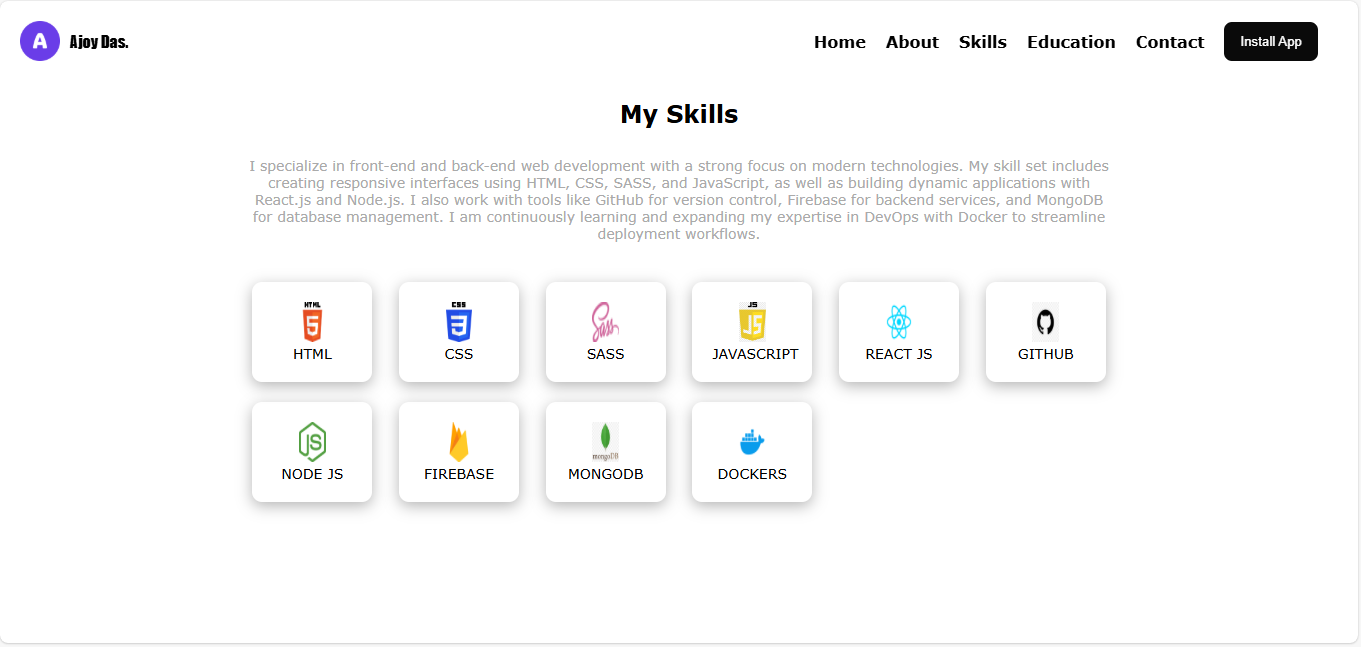 A Ajoy Das. Home About Skills Education Contact Install App
My Skills
I specialize in front-end and back-end web development with a strong focus on modern technologies. My skill set includes
creating responsive interfaces using HTML, CSS, SASS, and JavaScript, as well as building dynamic applications with
React.js and Node.js. I also work with tools like GitHub for version control, Firebase for backend services, and MongoDB
for database management. I am continuously learning and expanding my expertise in DevOps with Docker to streamline
deployment workflows.
HTML CSS JS
5 3 Sass JS
HTML CSS SASS JAVASCRIPT REACT JS GITHUB
JS mongoDB
NODE JS FIREBASE MONGODB DOCKERS